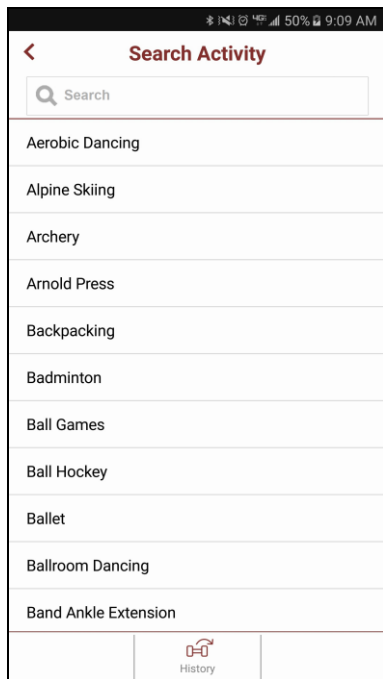 50% 9:09 AM
Search Activity
Search
Aerobic Dancing
Alpine Skiing
Archery
Arnold Press
Backpacking
Badminton
Ball Games
Ball Hockey
Ballet
Ballroom Dancing
Band Ankle Extension
History